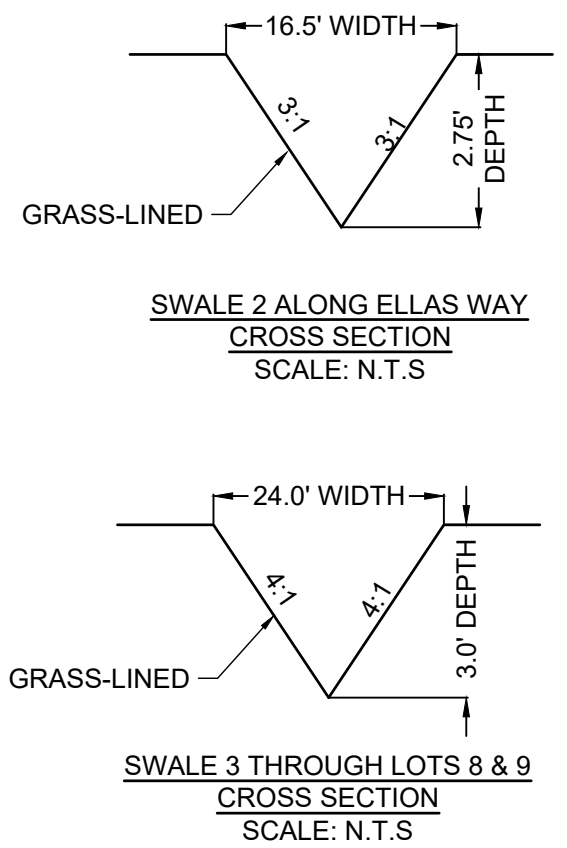 16.5' WIDTH
3:1
3:1
2.75'
DEPTH
GRASS-LINED
SWALE 2 ALONG ELLAS WAY
CROSS SECTION
SCALE: N.T.S
24.0' WIDTH
4:1
4:1
3.0' DEPTH
GRASS-LINED
SWALE 3 THROUGH LOTS 8 & 9
CROSS SECTION
SCALE: N.T.S